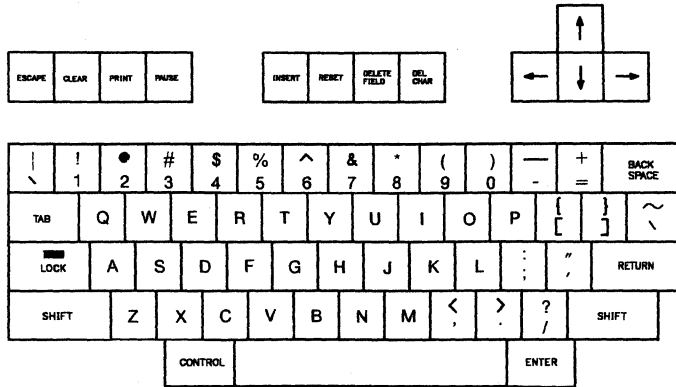 ↑
ESCAPE CLEAR PRINT PAUSE INSERT RESET DELETE FIELD DEL CHAR ← ↓ →
| ! ● # $ % ^ & * ( ) — + BACK SPACE
\ 1 2 3 4 5 6 7 8 9 0 - =
TAB Q W E R T Y U I O P { [ } ] ~ \
LOCK A S D F G H J K L : ; " ' RETURN
SHIFT Z X C V B N M < , > . ? / SHIFT
CONTROL ENTER